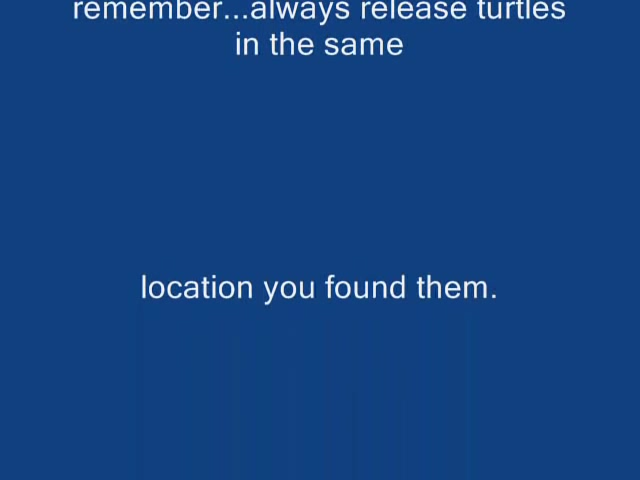 remember...always release turtles
in the same
location you found them.